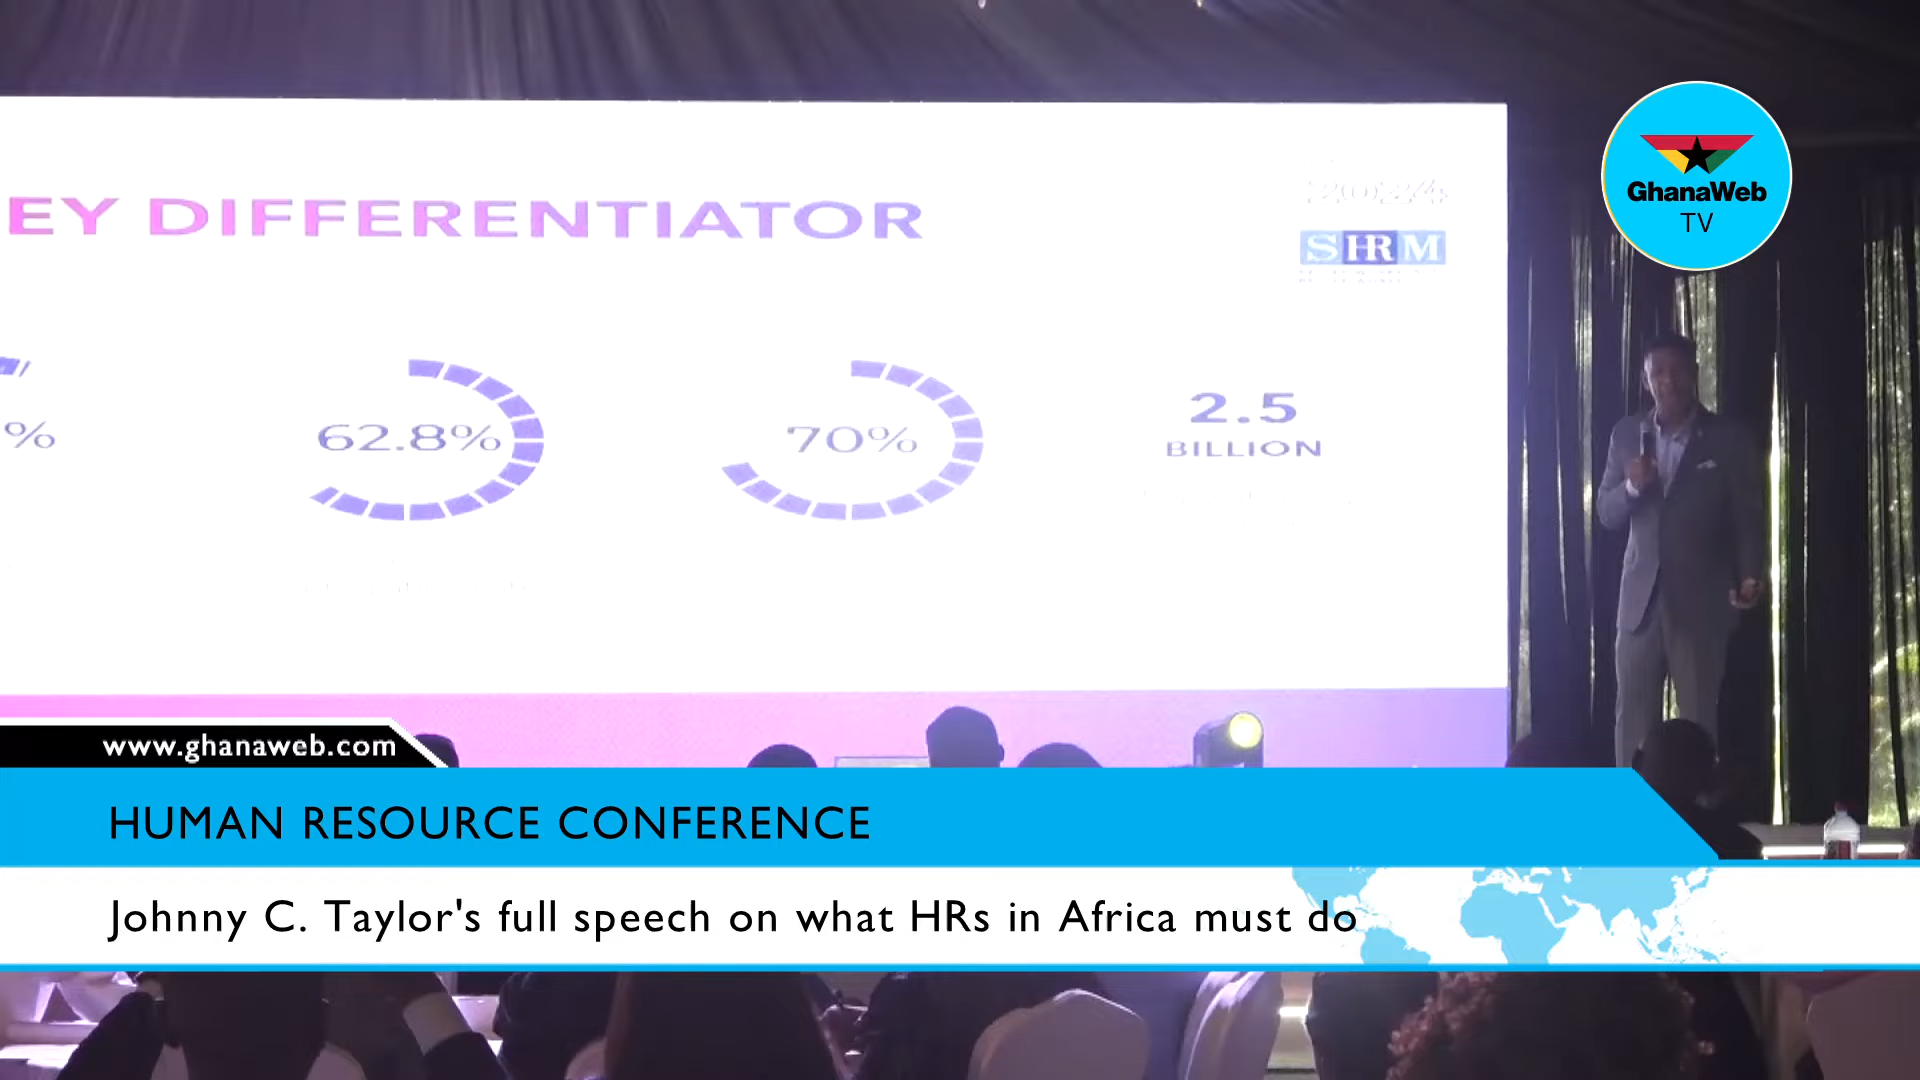 EY DIFFERENTIATOR
2024
SHRM
GhanaWeb
TV
%
62.8%
70%
2.5
BILLION
www.ghanaweb.com
HUMAN RESOURCE CONFERENCE
Johnny C. Taylor's full speech on what HRs in Africa must do